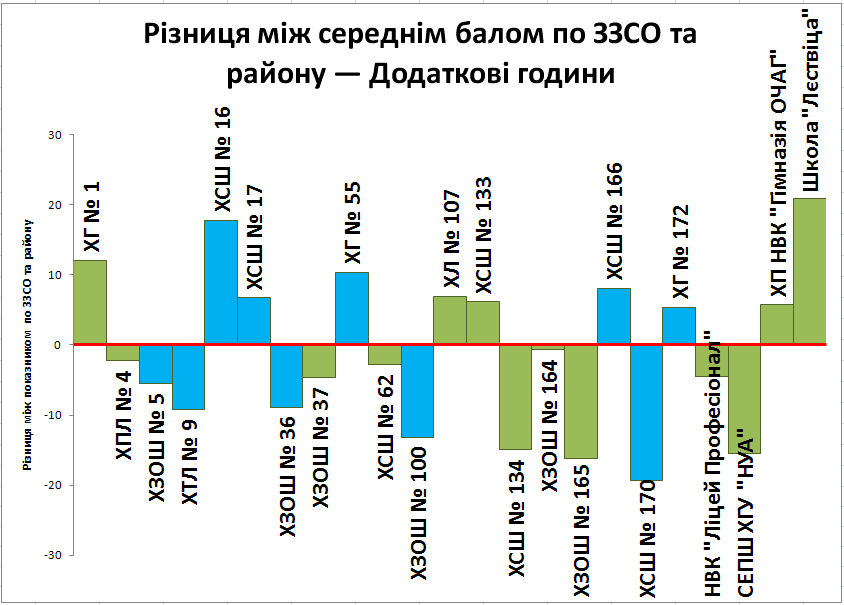 Різниця між середнім балом по ЗЗСО та
району — Додаткові години
Різниця між показником по ЗЗСО та району
30
20
10
0
-10
-20
-30
ХГ № 1
ХПЛ № 4
ХЗОШ № 5
ХТЛ № 9
ХСШ № 16
ХСШ № 17
ХЗОШ № 36
ХЗОШ № 37
ХГ № 55
ХСШ № 62
ХЗОШ № 100
ХЛ № 107
ХСШ № 133
ХСШ № 134
ХЗОШ № 164
ХЗОШ № 165
ХСШ № 166
ХСШ № 170
ХГ № 172
НВК "Ліцей Професіонал"
СЕПШ ХГУ "НУА"
ХП НВК "Гімназія ОЧАГ"
Школа "Лєствіца"